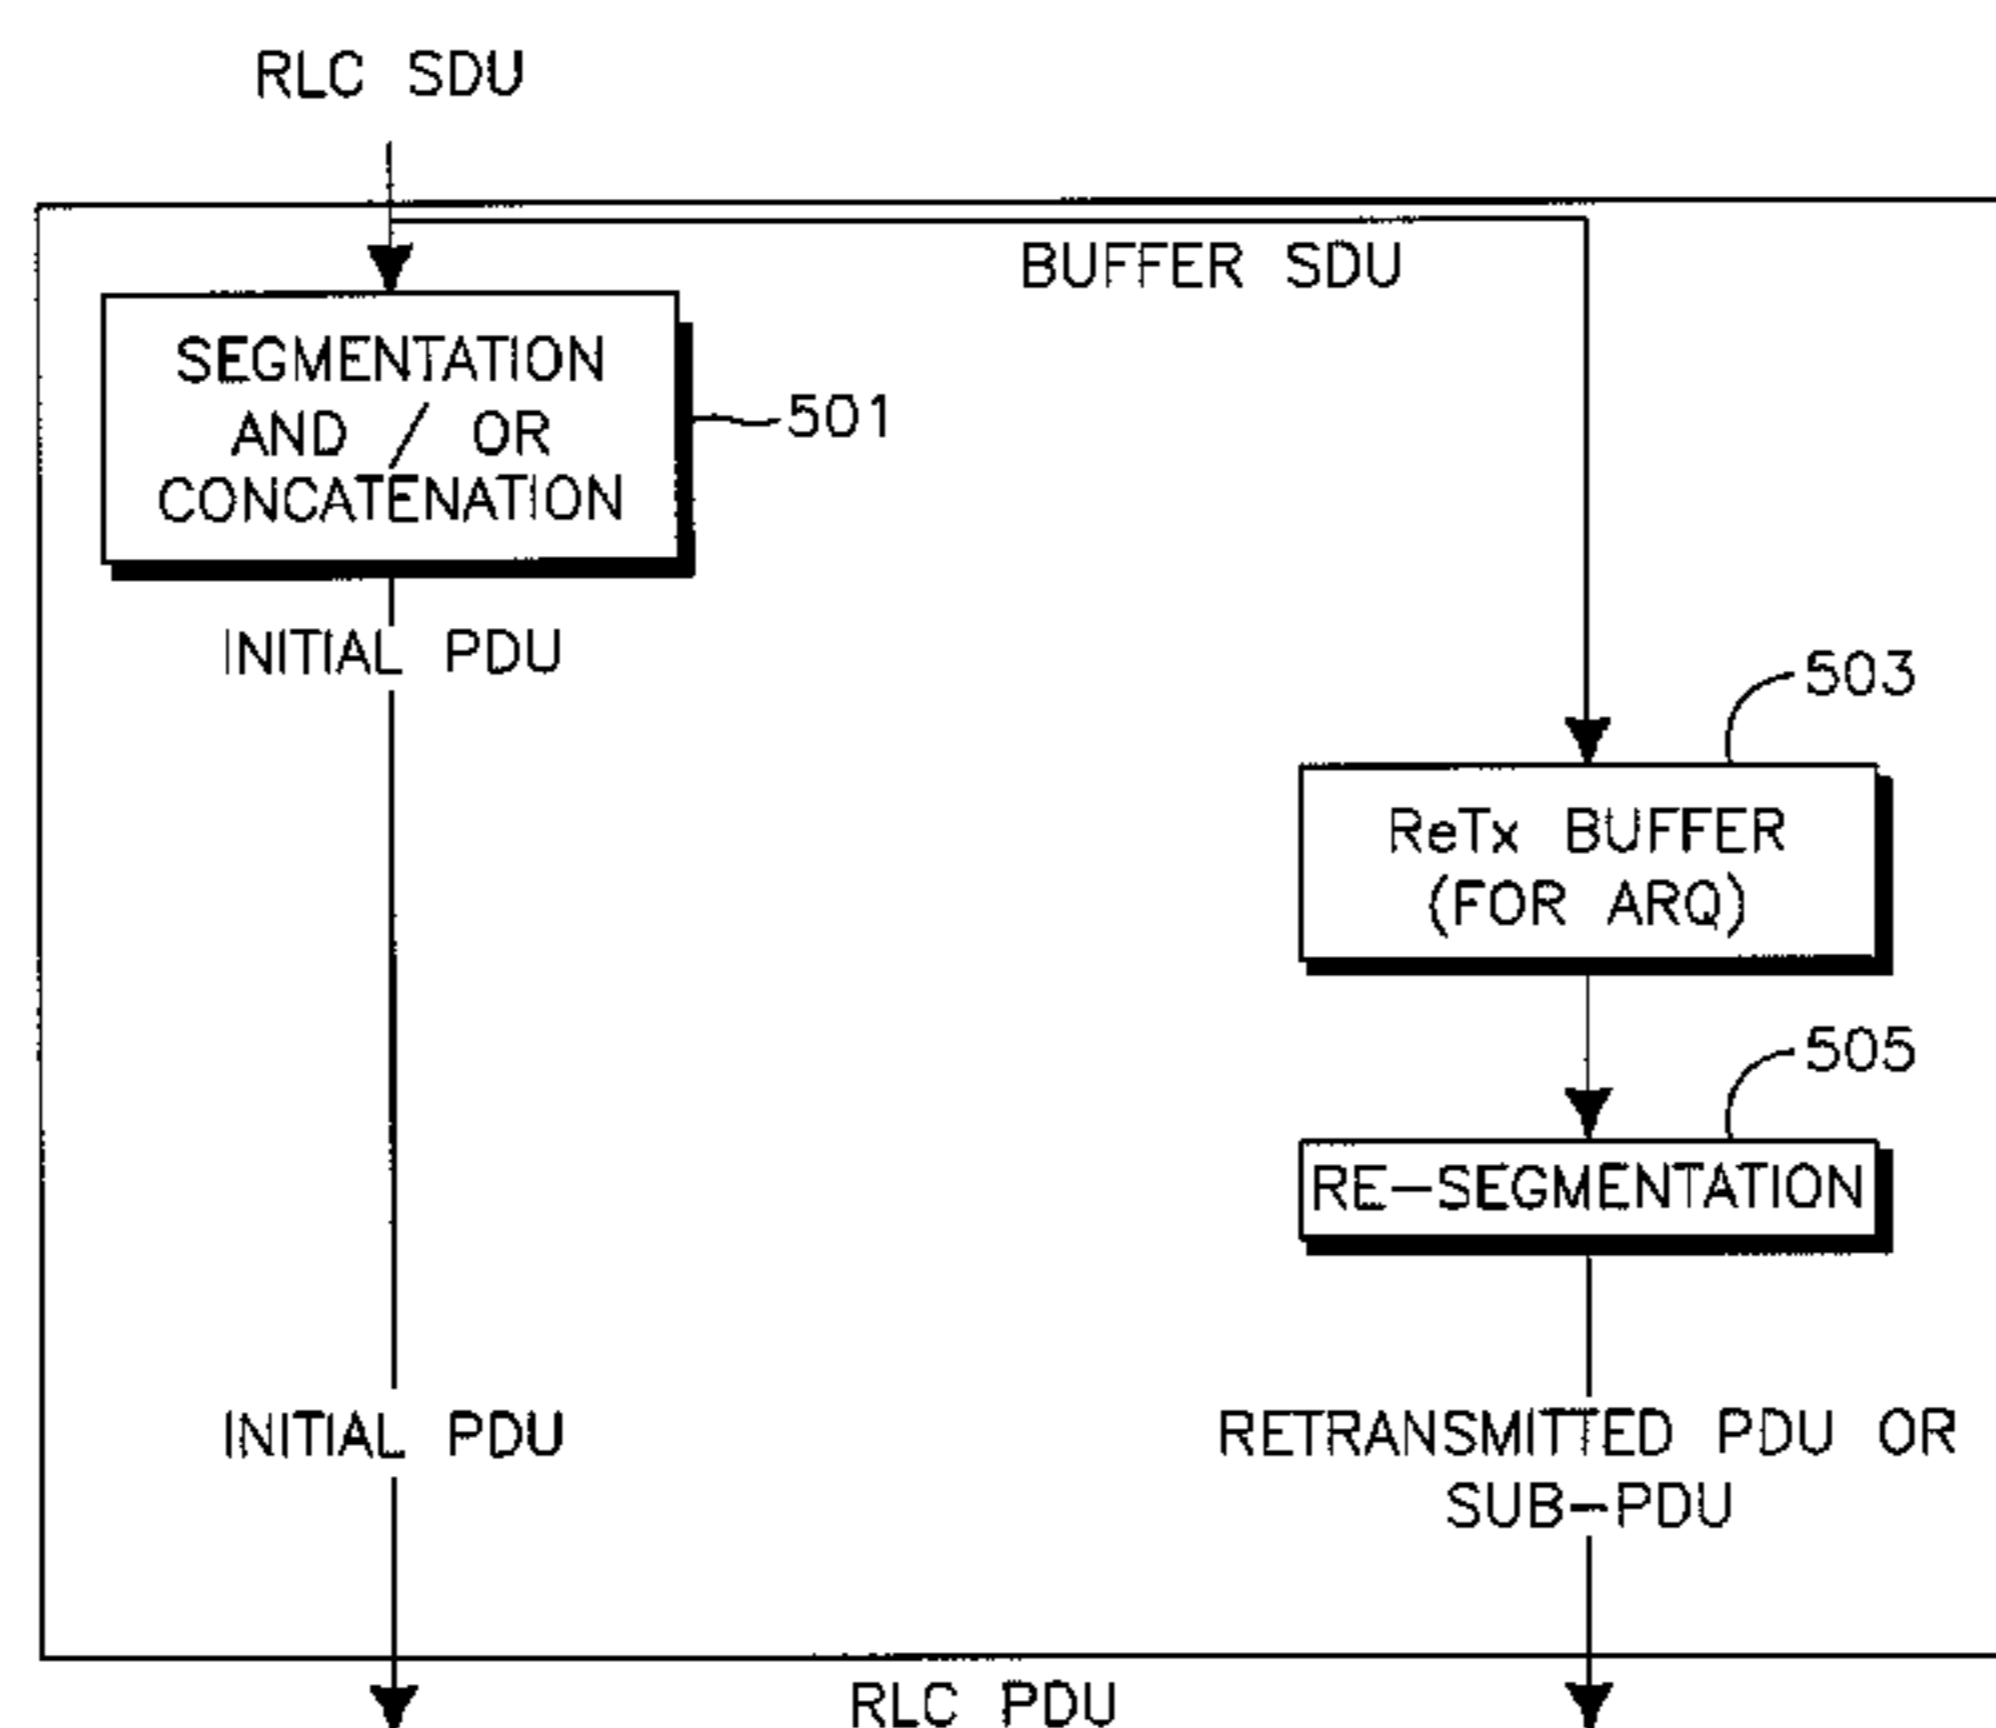 RLC SDU
BUFFER SDU
SEGMENTATION
AND / OR
CONCATENATION
501
INITIAL PDU
503
ReTx BUFFER
(FOR ARQ)
505
RE-SEGMENTATION
INITIAL PDU
RETRANSMITTED PDU OR
SUB-PDU
RLC PDU